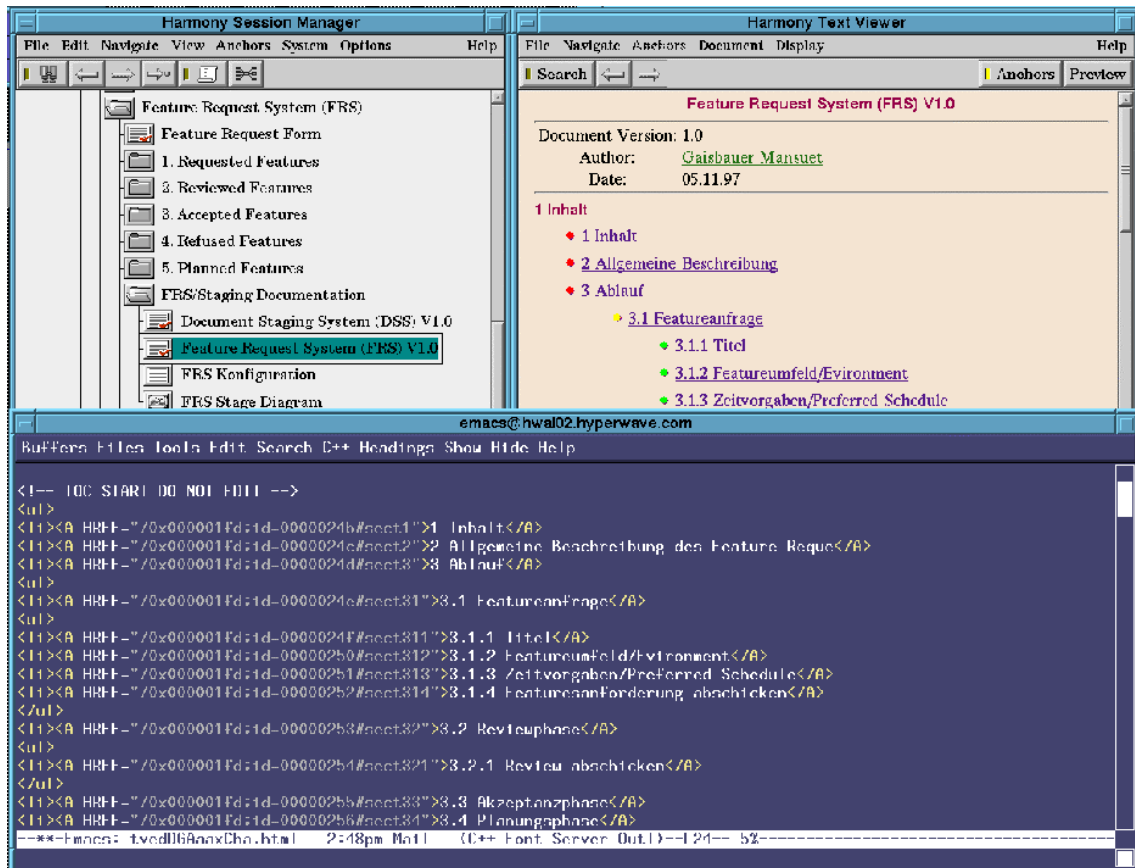 Harmony Session Manager
File Edit Navigate View Anchors System Options Help
Feature Request System (FRS)
Feature Request Form
1. Requested Features
2. Reviewed Features
3. Accepted Features
4. Refused Features
5. Planned Features
FRS/Staging Documentation
Document Staging System (DSS) V1.0
Feature Request System (FRS) V1.0
FRS Konfiguration
FRS Stage Diagram
Harmony Text Viewer
File Navigate Anchors Document Display Help
Search Anchors Preview
Feature Request System (FRS) V1.0
Document Version: 1.0
Author: Gaisbauer Mansuet
Date: 05.11.97
1 Inhalt
1 Inhalt
2 Allgemeine Beschreibung
3 Ablauf
3.1 Featureanfrage
3.1.1 Titel
3.1.2 Featureumfeld/Evironment
3.1.3 Zeitvorgaben/Preferred Schedule
emacs@hwal02.hyperwave.com
Buffers Files Tools Edit Search C++ Headings Show Hide Help
<!-- TOC START DO NOT EDIT -->
<ul>
<li><A HREF="/0x000001fd;id=0000024b#sect1">1 Inhalt</A>
<li><A HREF="/0x000001fd;id=0000024c#sect2">2 Allgemeine Beschreibung des Feature Reque</A>
<li><A HREF="/0x000001fd;id=0000024d#sect3">3 Ablauf</A>
<ul>
<li><A HREF="/0x000001fd;id=0000024e#sect31">3.1 Featureanfrage</A>
<ul>
<li><A HREF="/0x000001fd;id=0000024f#sect311">3.1.1 Titel</A>
<li><A HREF="/0x000001fd;id=00000250#sect312">3.1.2 Featureumfeld/Evironment</A>
<li><A HREF="/0x000001fd;id=00000251#sect313">3.1.3 Zeitvorgaben/Preferred Schedule</A>
<li><A HREF="/0x000001fd;id=00000252#sect314">3.1.4 Featuresanforderung abschicken</A>
</ul>
<li><A HREF="/0x000001fd;id=00000253#sect32">3.2 Reviewphase</A>
<ul>
<li><A HREF="/0x000001fd;id=00000254#sect321">3.2.1 Review abschicken</A>
</ul>
<li><A HREF="/0x000001fd;id=00000255#sect33">3.3 Akzeptanzphase</A>
<li><A HREF="/0x000001fd;id=00000256#sect34">3.4 Planungsphase</A>
--**-Emacs: 2:48pm Mail (C++ Font Server Outl)--L24-- 5%--